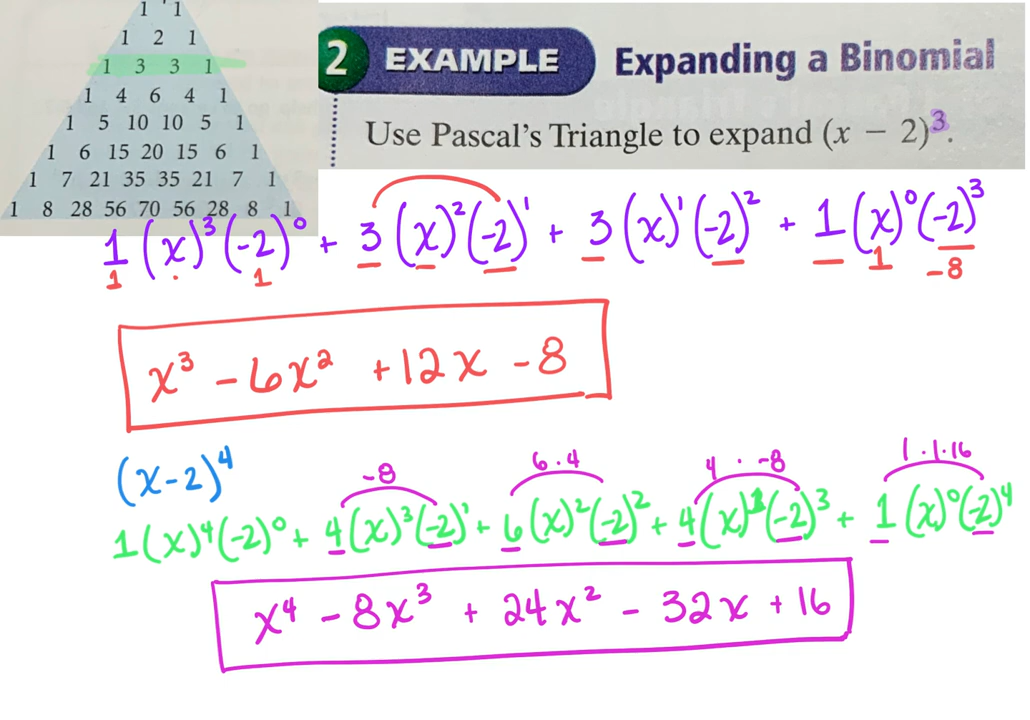 1 1
1 2 1
1 3 3 1
1 4 6 4 1
1 5 10 10 5 1
1 6 15 20 15 6 1
1 7 21 35 35 21 7 1
1 8 28 56 70 56 28 8 1
2 EXAMPLE Expanding a Binomial
Use Pascal's Triangle to expand (x − 2)³.
1(x)³(-2)⁰ + 3(x)²(-2)¹ + 3(x)¹(-2)² + 1(x)⁰(-2)³
1 1 1 -8
x³ - 6x² + 12x - 8
(x-2)⁴
-8 6·4 4·-8 1·1·16
1(x)⁴(-2)⁰ + 4(x)³(-2)¹ + 6(x)²(-2)² + 4(x)¹(-2)³ + 1(x)⁰(-2)⁴
x⁴ - 8x³ + 24x² - 32x + 16